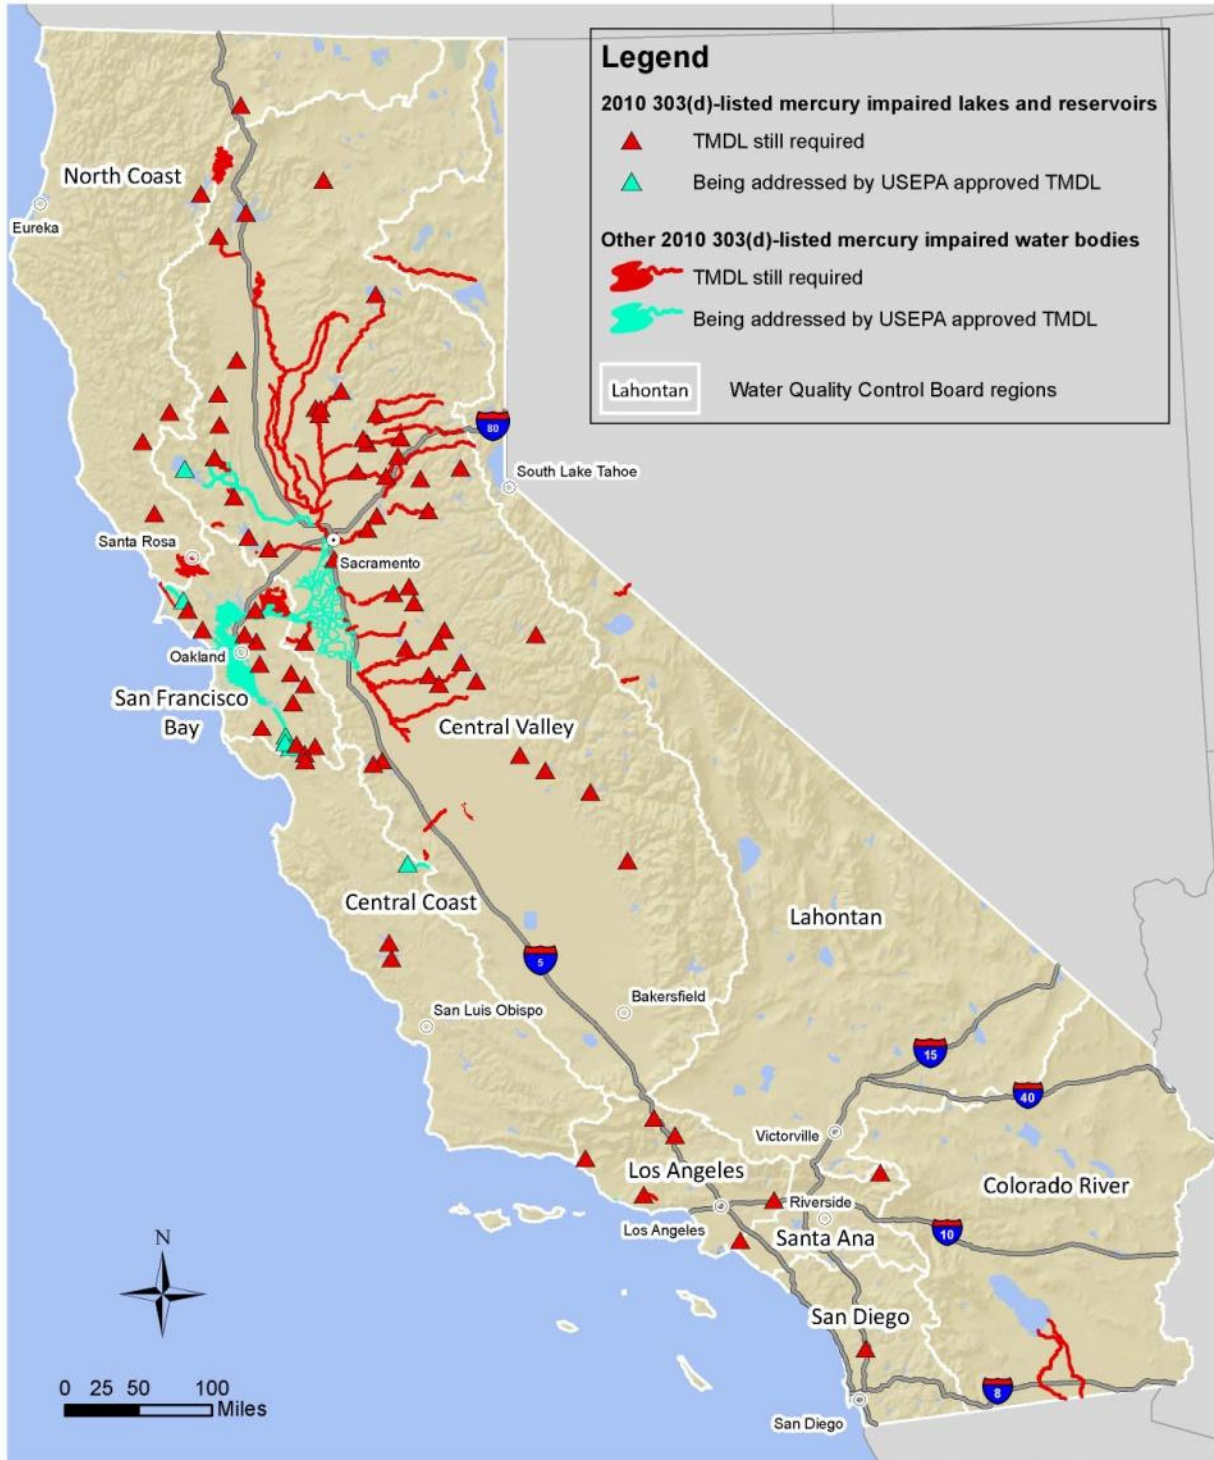 Legend
2010 303(d)-listed mercury impaired lakes and reservoirs
TMDL still required
Being addressed by USEPA approved TMDL
Other 2010 303(d)-listed mercury impaired water bodies
TMDL still required
Being addressed by USEPA approved TMDL
Lahontan Water Quality Control Board regions
North Coast
Eureka
80
South Lake Tahoe
Santa Rosa
Sacramento
Oakland
San Francisco
Bay
Central Valley
Central Coast
Lahontan
5
Bakersfield
San Luis Obispo
15
40
Victorville
Los Angeles
Colorado River
Riverside
Los Angeles
Santa Ana
10
N
San Diego
0 25 50 100
Miles
8
San Diego